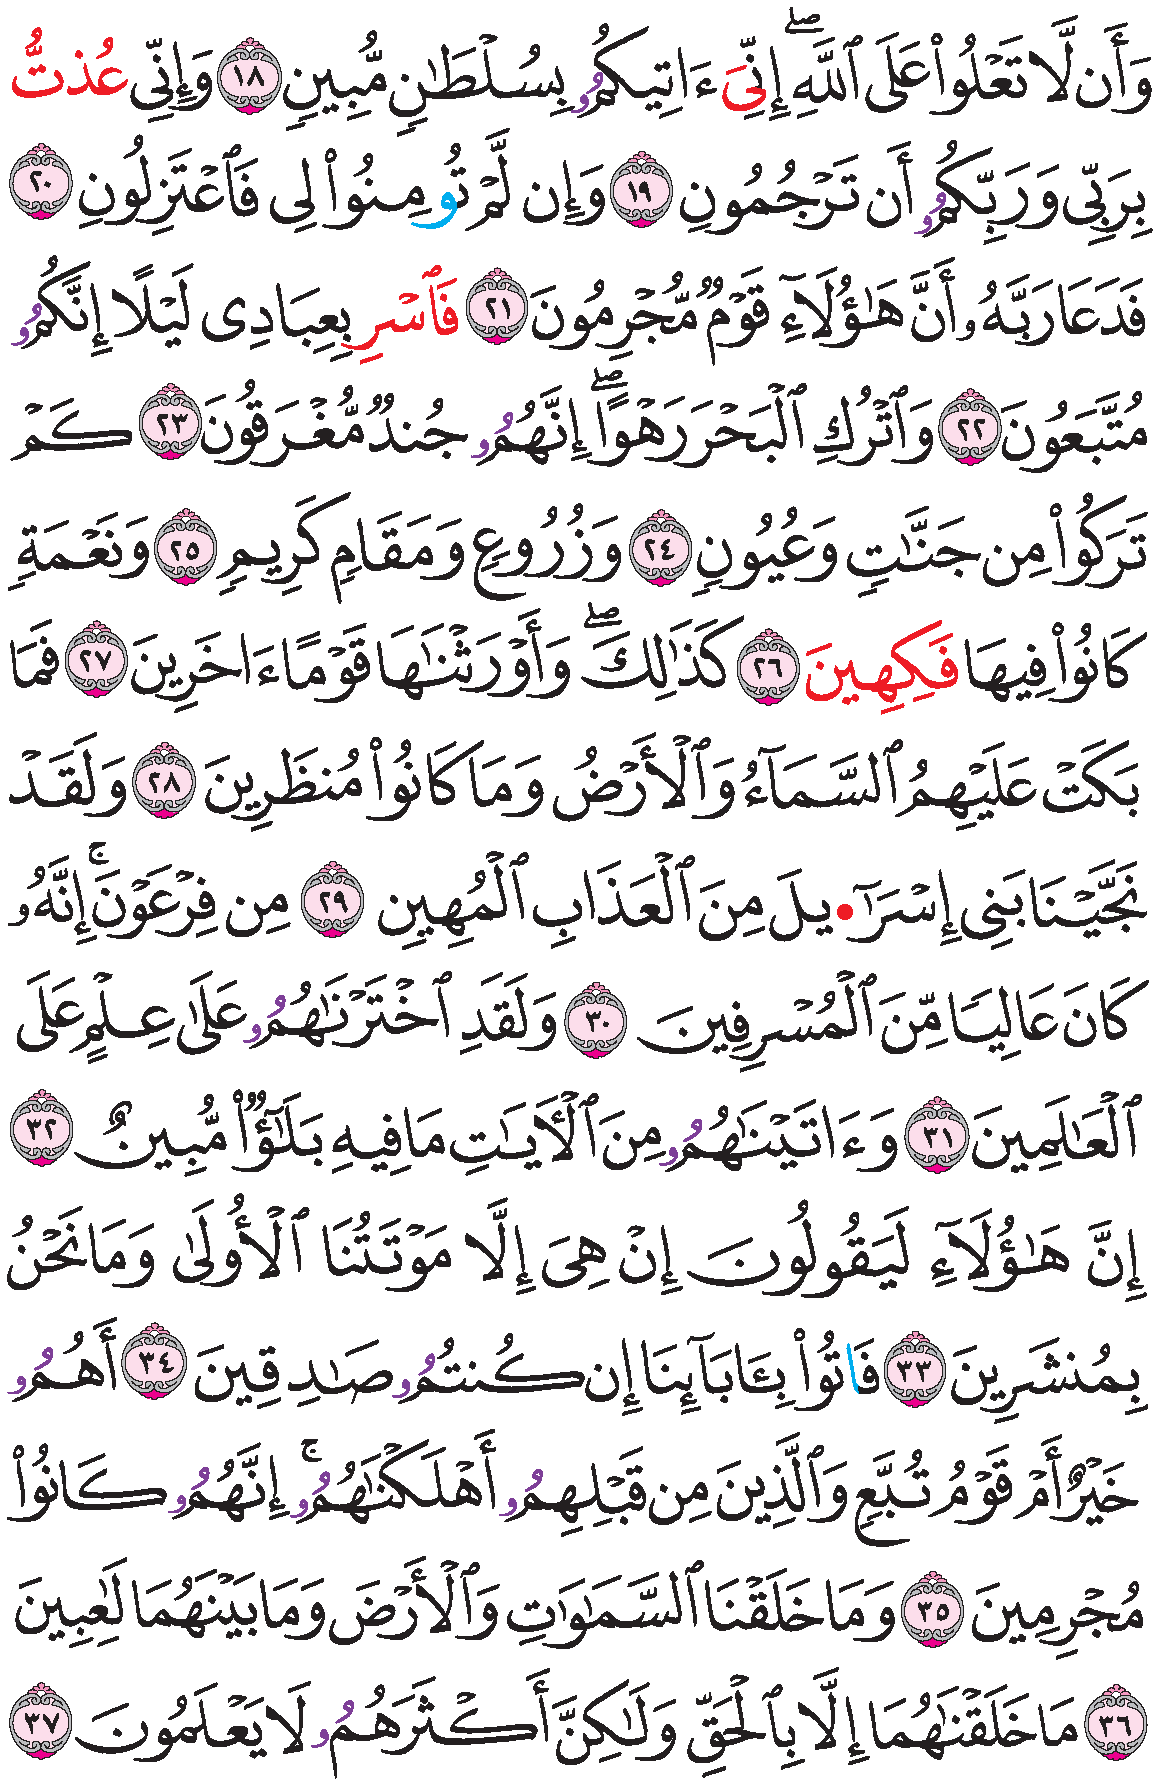 وَأَن لَّا تَعْلُوا۟ عَلَى ٱللَّهِ ۖ إِنِّىَ ءَاتِيكُمُۥ بِسُلْطَٰنٍ مُّبِينٍ ١٨ وَإِنِّى عُذتُّ
بِرَبِّى وَرَبِّكُمُۥ أَن تَرْجُمُونِ ١٩ وَإِن لَّمْ تُومِنُوا۟ لِى فَٱعْتَزِلُونِ ٢٠
فَدَعَا رَبَّهُۥ أَنَّ هَٰٓؤُلَآءِ قَوْمٌ مُّجْرِمُونَ ٢١ فَٱسْرِ بِعِبَادِى لَيْلًا إِنَّكُمُۥ
مُتَّبَعُونَ ٢٢ وَٱتْرُكِ ٱلْبَحْرَ رَهْوًا ۖ إِنَّهُمُۥ جُندٌ مُّغْرَقُونَ ٢٣ كَمْ
تَرَكُوا۟ مِن جَنَّٰتٍ وَعُيُونٍ ٢٤ وَزُرُوعٍ وَمَقَامٍ كَرِيمٍ ٢٥ وَنَعْمَةٍ
كَانُوا۟ فِيهَا فَٰكِهِينَ ٢٦ كَذَٰلِكَ ۖ وَأَوْرَثْنَٰهَا قَوْمًا ءَاخَرِينَ ٢٧ فَمَا
بَكَتْ عَلَيْهِمُ ٱلسَّمَآءُ وَٱلْأَرْضُ وَمَا كَانُوا۟ مُنظَرِينَ ٢٨ وَلَقَدْ
نَجَّيْنَا بَنِى إِسْرَآ•يلَ مِنَ ٱلْعَذَابِ ٱلْمُهِينِ ٢٩ مِن فِرْعَوْنَ ۚ إِنَّهُۥ
كَانَ عَالِيًا مِّنَ ٱلْمُسْرِفِينَ ٣٠ وَلَقَدِ ٱخْتَرْنَٰهُمُۥ عَلَىٰ عِلْمٍ عَلَى
ٱلْعَٰلَمِينَ ٣١ وَءَاتَيْنَٰهُمُۥ مِنَ ٱلْأٓيَٰتِ مَا فِيهِ بَلَٰٓؤٌا۟ مُّبِينٌ ٣٢
إِنَّ هَٰٓؤُلَآءِ لَيَقُولُونَ إِنْ هِىَ إِلَّا مَوْتَتُنَا ٱلْأُولَىٰ وَمَا نَحْنُ
بِمُنشَرِينَ ٣٣ فَاتُوا۟ بِـَٔابَآئِنَا إِن كُنتُمُۥ صَٰدِقِينَ ٣٤ أَهُمُۥ
خَيْرٌ أَمْ قَوْمُ تُبَّعٍ وَٱلَّذِينَ مِن قَبْلِهِمُۥ أَهْلَكْنَٰهُمُۥ ۚ إِنَّهُمُۥ كَانُوا۟
مُجْرِمِينَ ٣٥ وَمَا خَلَقْنَا ٱلسَّمَٰوَٰتِ وَٱلْأَرْضَ وَمَا بَيْنَهُمَا لَٰعِبِينَ
٣٦ مَا خَلَقْنَٰهُمَا إِلَّا بِٱلْحَقِّ وَلَٰكِنَّ أَكْثَرَهُمُۥ لَا يَعْلَمُونَ ٣٧